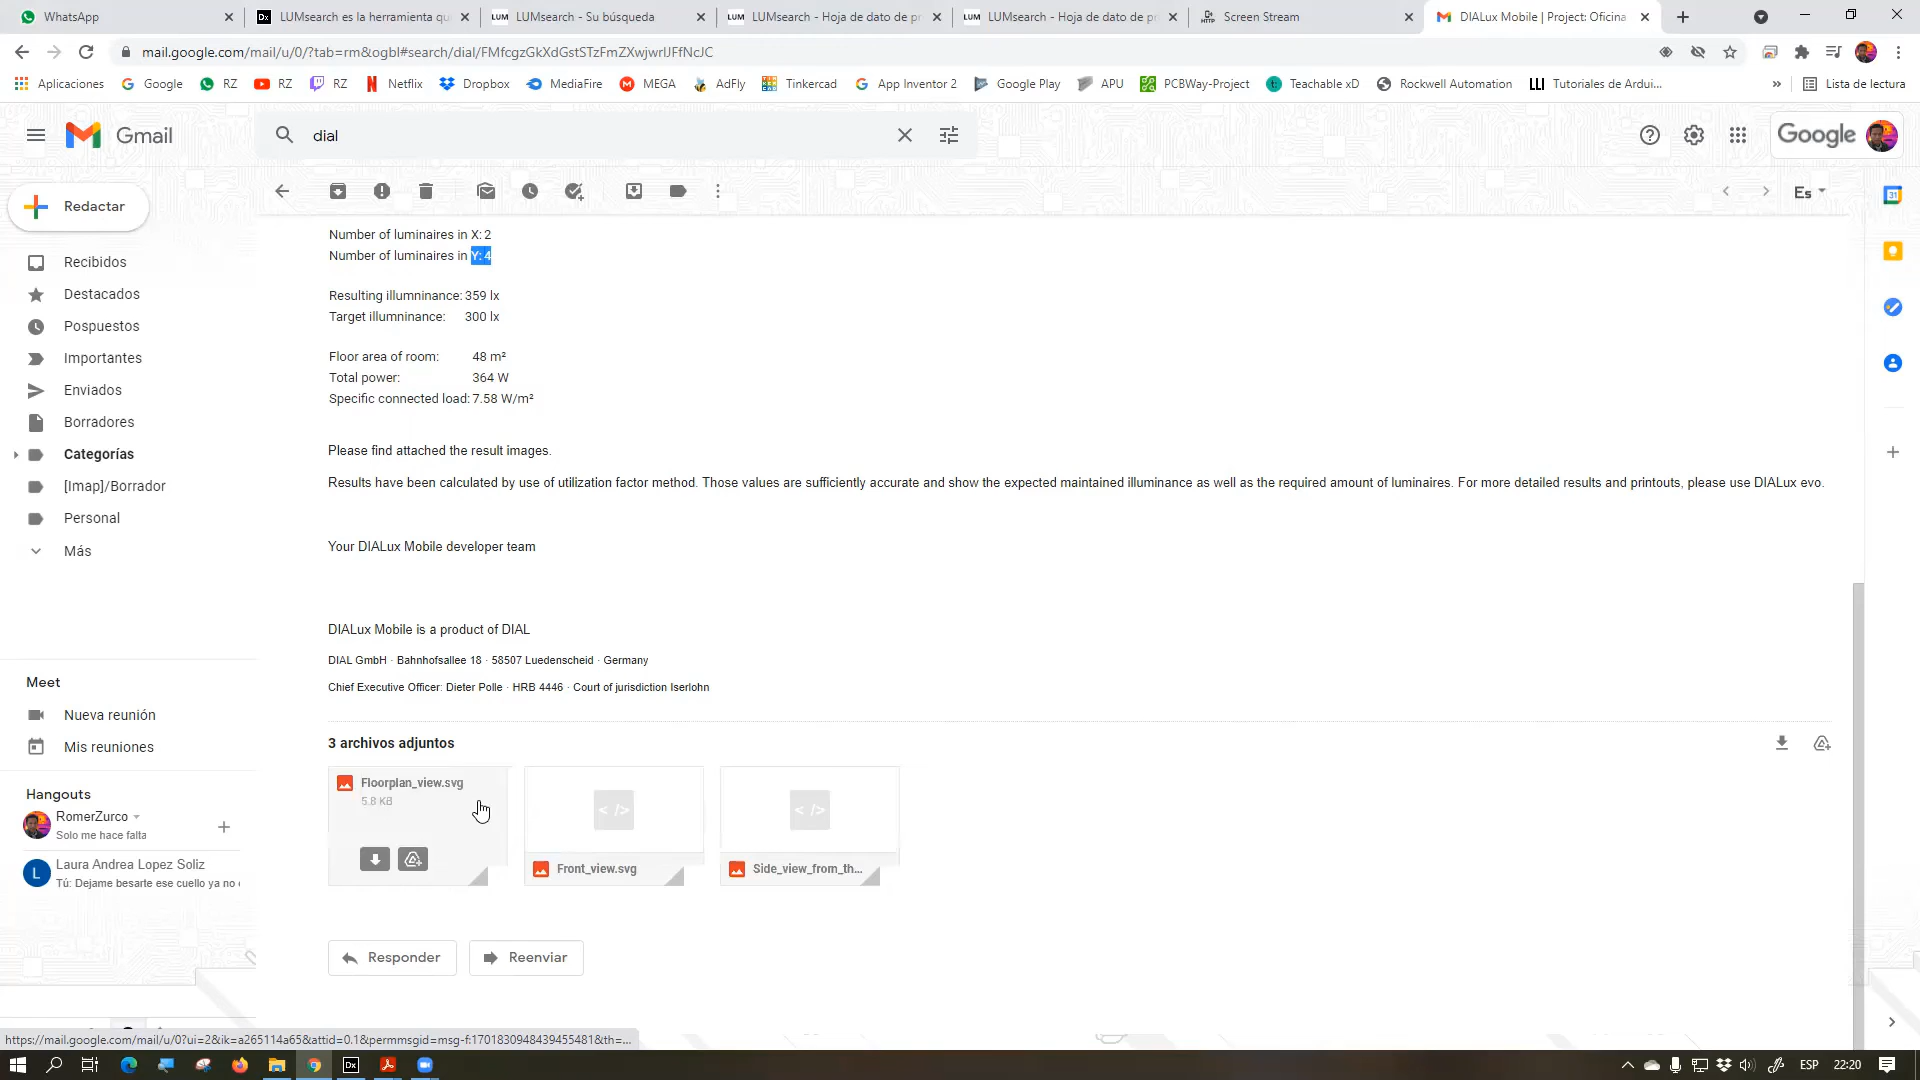 WhatsApp
LUMsearch es la herramienta qu
LUMsearch - Su búsqueda
LUMsearch - Hoja de dato de pr
LUMsearch - Hoja de dato de pr
Screen Stream
DIALux Mobile | Project: Oficina
mail.google.com/mail/u/0/?tab=rm&ogbl#search/dial/FMfcgzGkXdGstSTzFmZXwjwrlJFfNcJC
Aplicaciones
Google
RZ
RZ
RZ
Netflix
Dropbox
MediaFire
MEGA
AdFly
Tinkercad
App Inventor 2
Google Play
APU
PCBWay-Project
Teachable xD
Rockwell Automation
Tutoriales de Ardui...
»
Lista de lectura
Gmail
dial
Google
Redactar
Es
Recibidos
Destacados
Pospuestos
Importantes
Enviados
Borradores
Categorías
[Imap]/Borrador
Personal
Más
Meet
Nueva reunión
Mis reuniones
Hangouts
RomerZurco
Solo me hace falta
L
Laura Andrea Lopez Soliz
Tú: Dejame besarte ese cuello ya no
Number of luminaires in X: 2
Number of luminaires in Y: 4
Resulting illumninance: 359 lx
Target illumninance: 300 lx
Floor area of room: 48 m²
Total power: 364 W
Specific connected load: 7.58 W/m²
Please find attached the result images.
Results have been calculated by use of utilization factor method. Those values are sufficiently accurate and show the expected maintained illuminance as well as the required amount of luminaires. For more detailed results and printouts, please use DIALux evo.
Your DIALux Mobile developer team
DIALux Mobile is a product of DIAL
DIAL GmbH · Bahnhofsallee 18 · 58507 Luedenscheid · Germany
Chief Executive Officer: Dieter Polle · HRB 4446 · Court of jurisdiction Iserlohn
3 archivos adjuntos
Floorplan_view.svg
5.8 KB
< />
Front_view.svg
< />
Side_view_from_th...
Responder
Reenviar
https://mail.google.com/mail/u/0?ui=2&ik=a265114a65&attid=0.1&permmsgid=msg-f:1701830948439455481&th=...
ESP
22:20